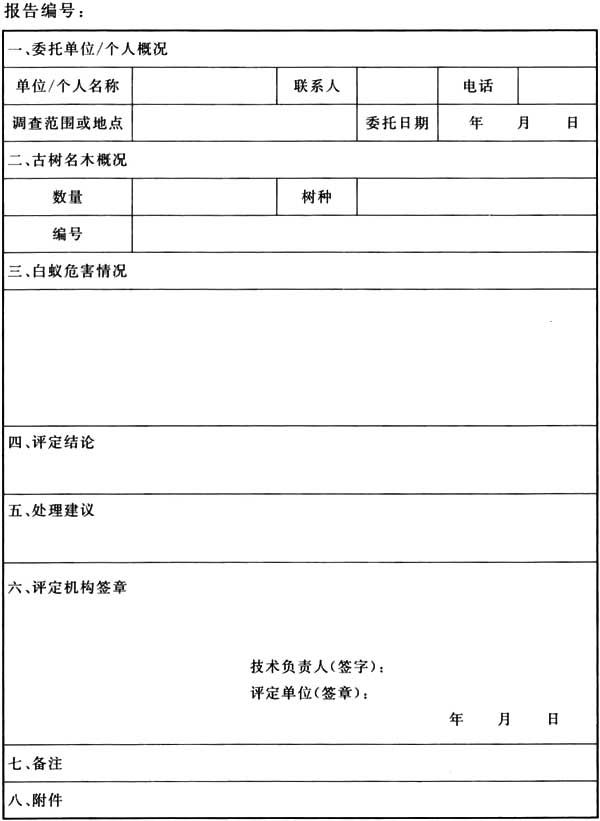 报告编号：
一、委托单位/个人概况
单位/个人名称 联系人 电话
调查范围或地点 委托日期 年 月 日
二、古树名木概况
数量 树种
编号
三、白蚁危害情况
四、评定结论
五、处理建议
六、评定机构签章
技术负责人(签字)：
评定单位(签章)：
年 月 日
七、备注
八、附件